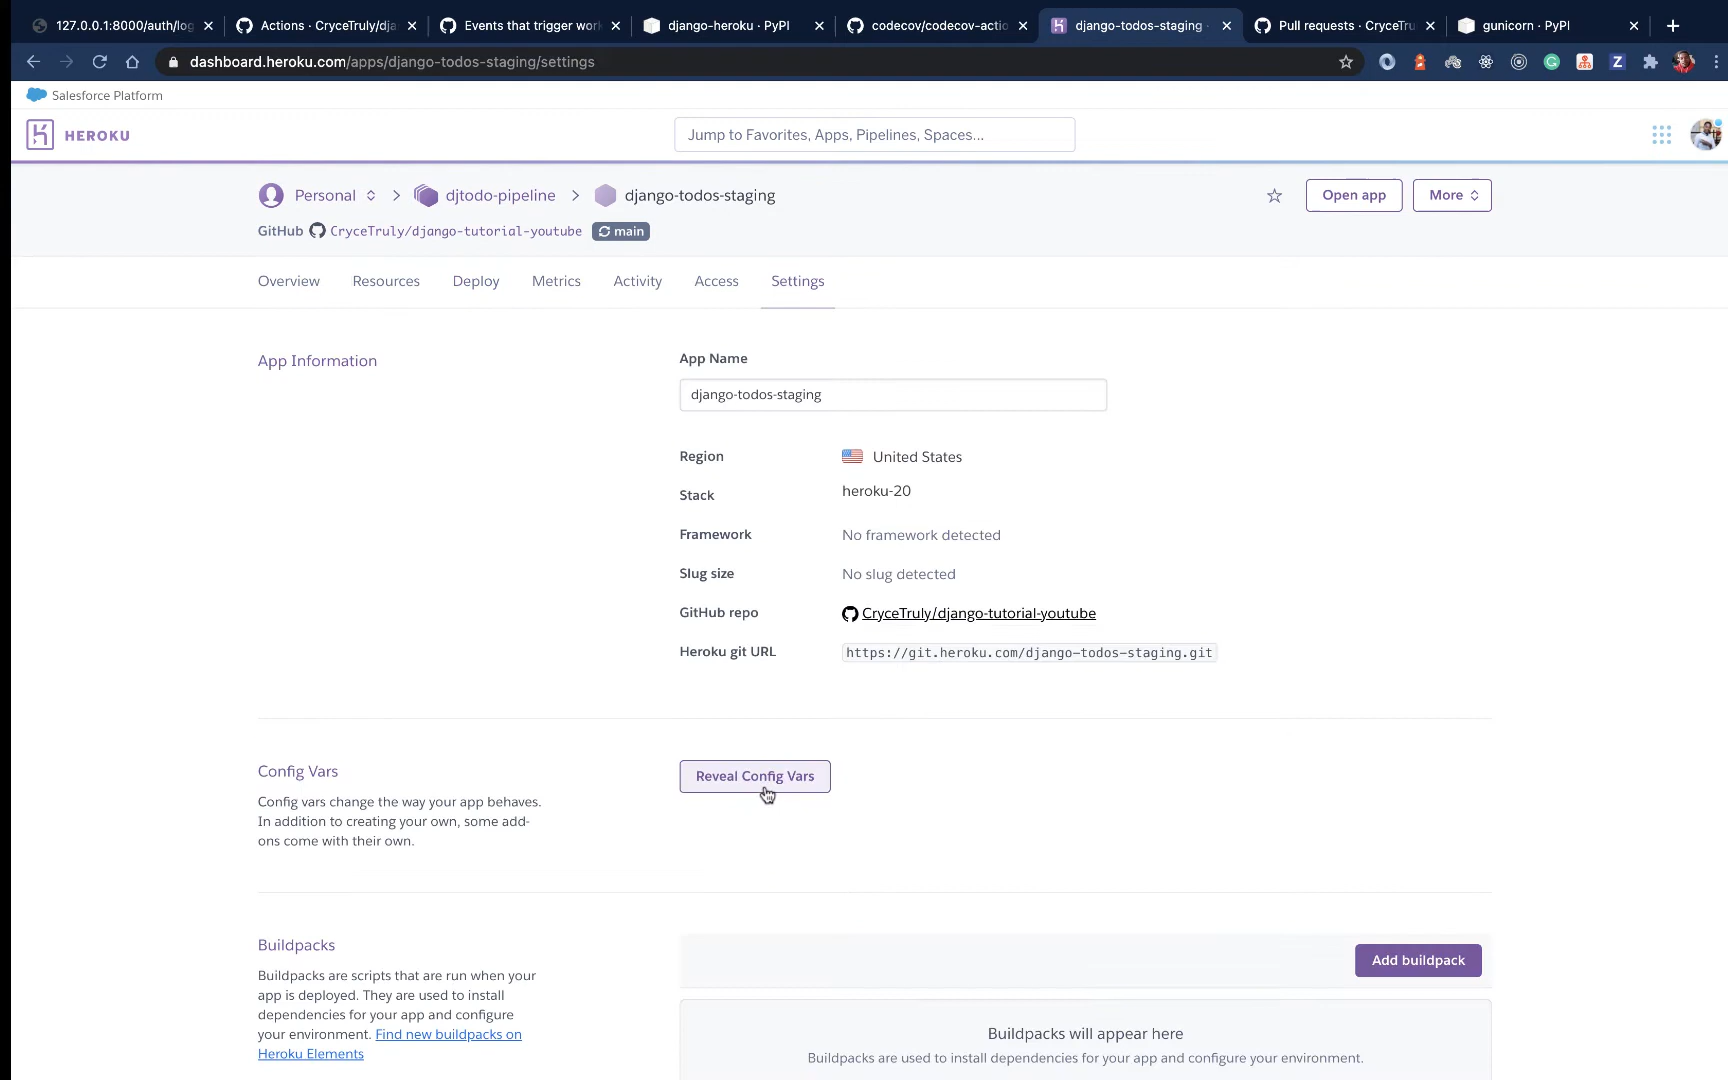 127.0.0.1:8000/auth/log
Actions · CryceTruly/dja
Events that trigger work
django-heroku · PyPI
codecov/codecov-actio
django-todos-staging ·
Pull requests · CryceTru
gunicorn · PyPI
dashboard.heroku.com/apps/django-todos-staging/settings
Salesforce Platform
HEROKU
Jump to Favorites, Apps, Pipelines, Spaces...
Personal
djtodo-pipeline
django-todos-staging
Open app
More
GitHub CryceTruly/django-tutorial-youtube main
Overview
Resources
Deploy
Metrics
Activity
Access
Settings
App Information
App Name
django-todos-staging
Region
United States
Stack
heroku-20
Framework
No framework detected
Slug size
No slug detected
GitHub repo
CryceTruly/django-tutorial-youtube
Heroku git URL
https://git.heroku.com/django-todos-staging.git
Config Vars
Config vars change the way your app behaves.
In addition to creating your own, some add-
ons come with their own.
Reveal Config Vars
Buildpacks
Buildpacks are scripts that are run when your
app is deployed. They are used to install
dependencies for your app and configure
your environment. Find new buildpacks on
Heroku Elements
Add buildpack
Buildpacks will appear here
Buildpacks are used to install dependencies for your app and configure your environment.